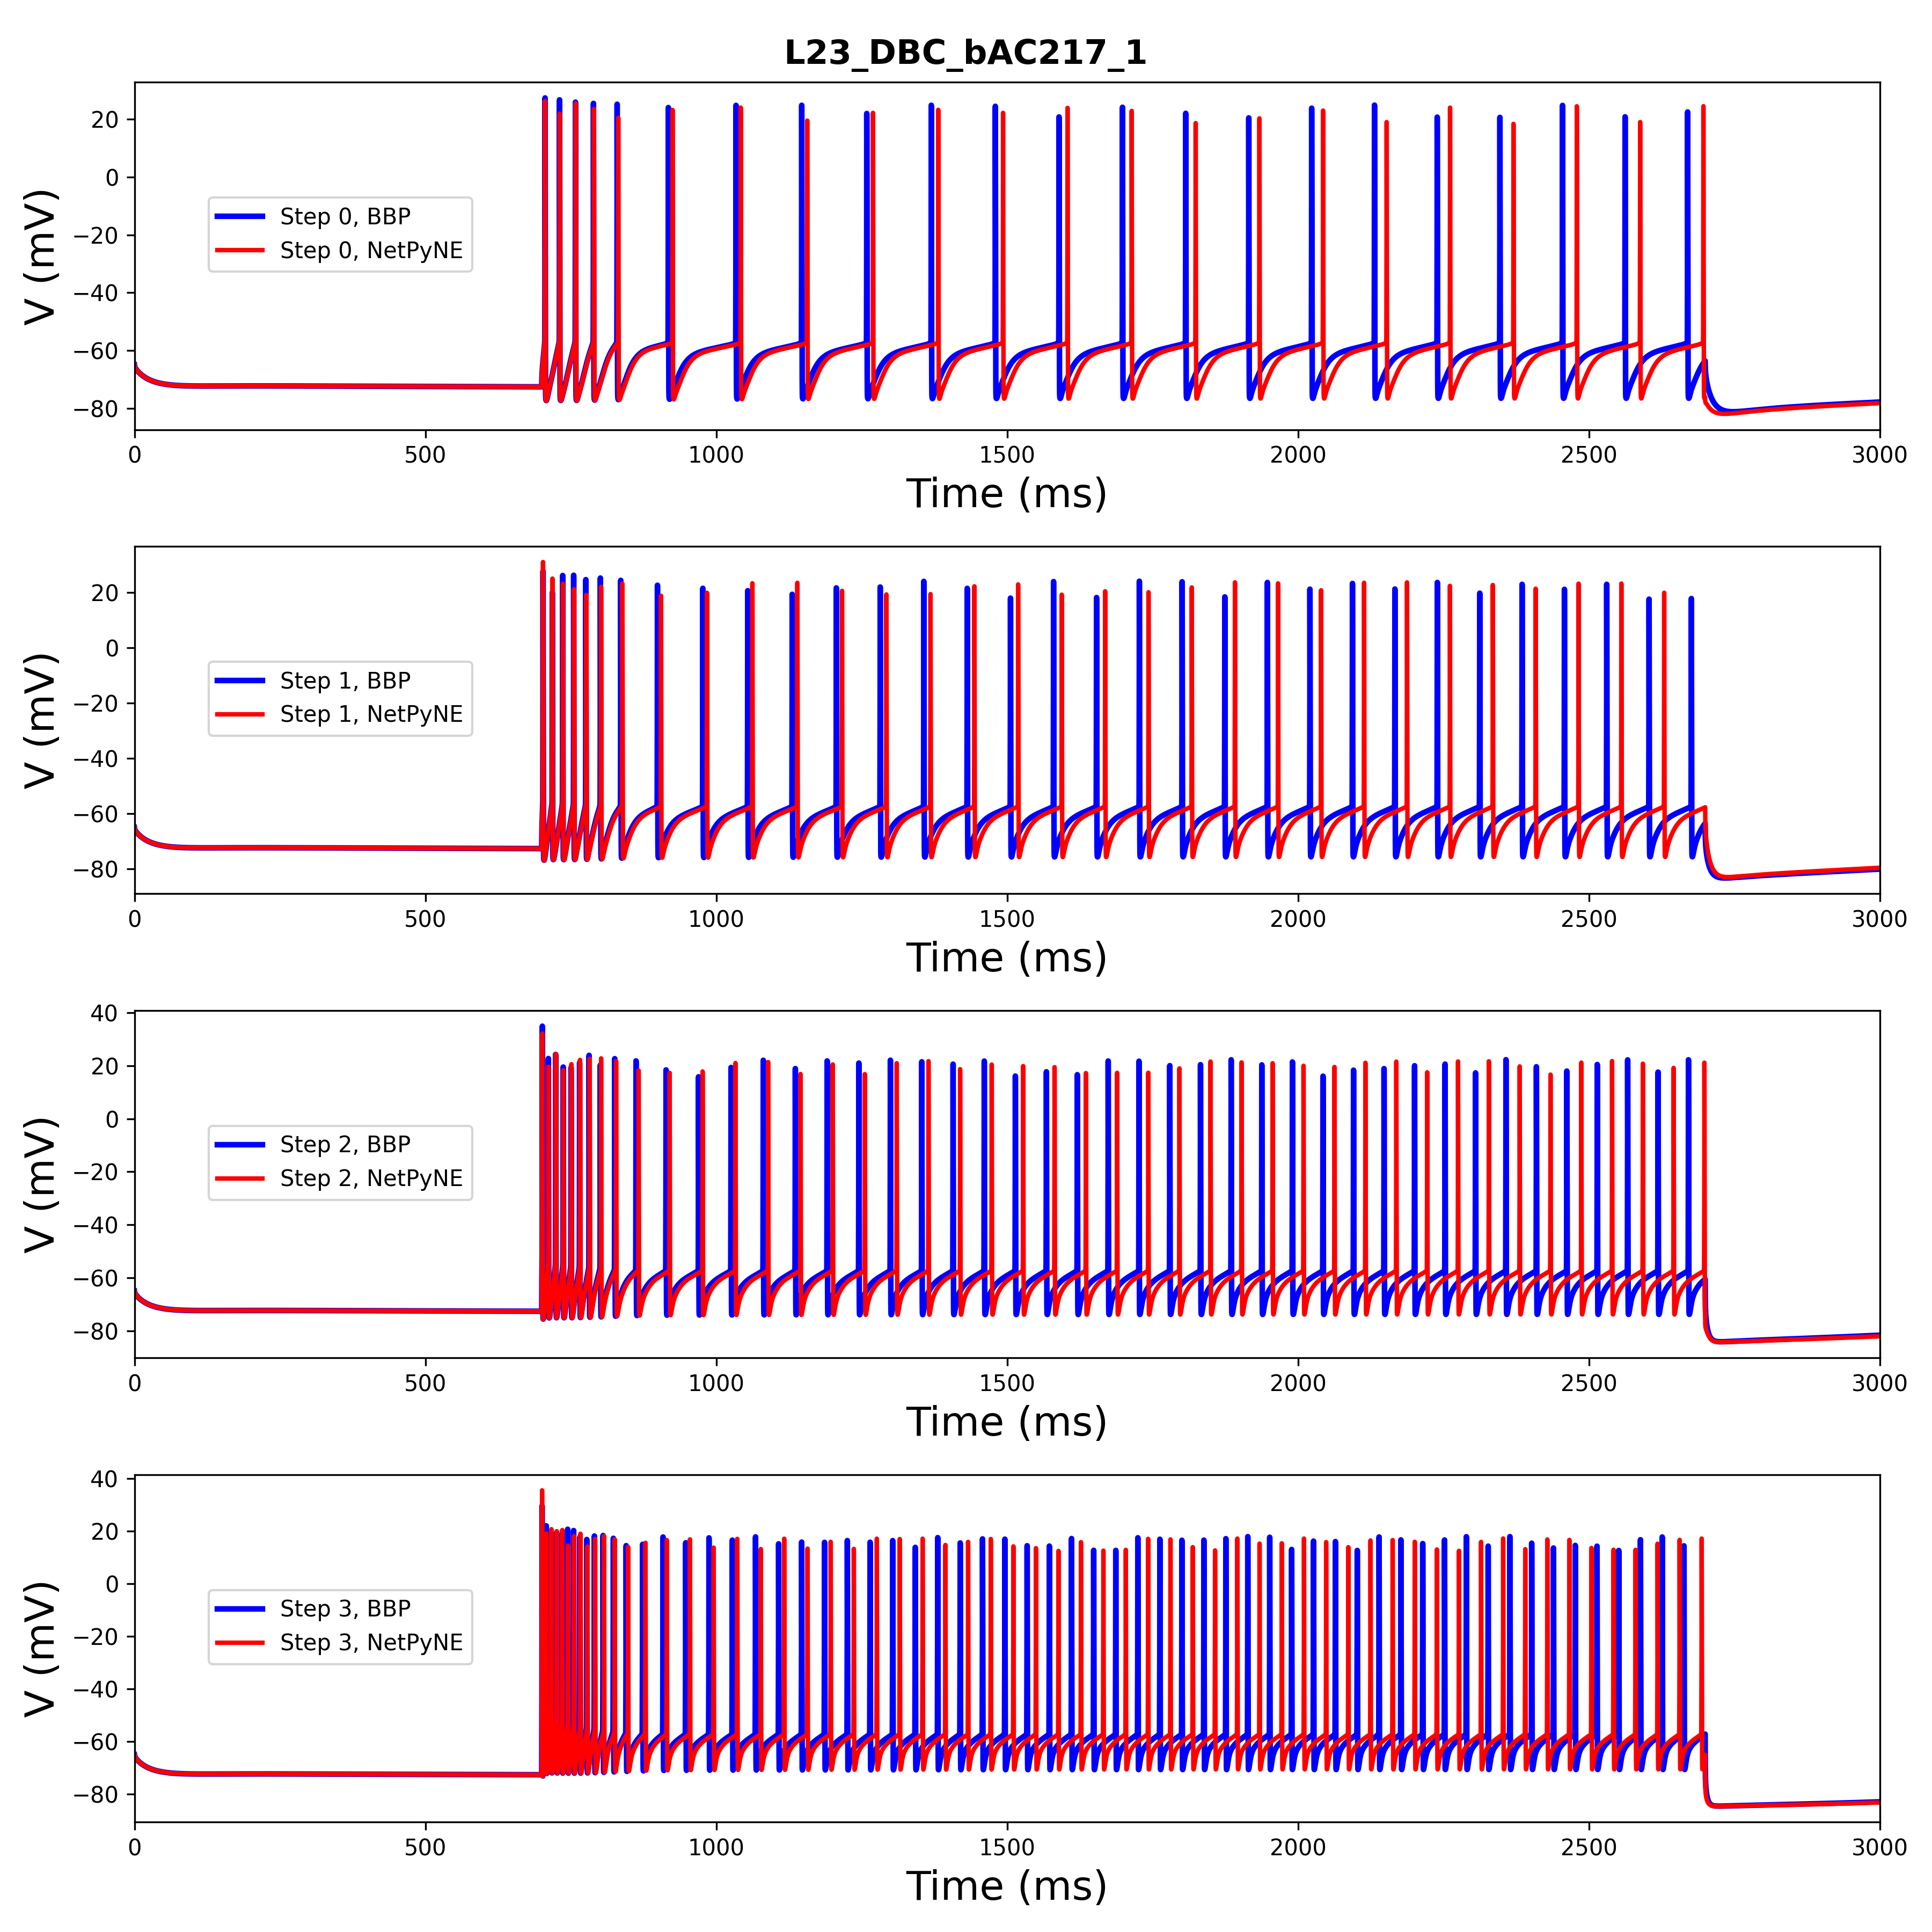 L23_DBC_bAC217_1
20
0
−20
−40
−60
−80
V (mV)
Step 0, BBP
Step 0, NetPyNE
0 500 1000 1500 2000 2500 3000
Time (ms)
20
0
−20
−40
−60
−80
V (mV)
Step 1, BBP
Step 1, NetPyNE
0 500 1000 1500 2000 2500 3000
Time (ms)
40
20
0
−20
−40
−60
−80
V (mV)
Step 2, BBP
Step 2, NetPyNE
0 500 1000 1500 2000 2500 3000
Time (ms)
40
20
0
−20
−40
−60
−80
V (mV)
Step 3, BBP
Step 3, NetPyNE
0 500 1000 1500 2000 2500 3000
Time (ms)